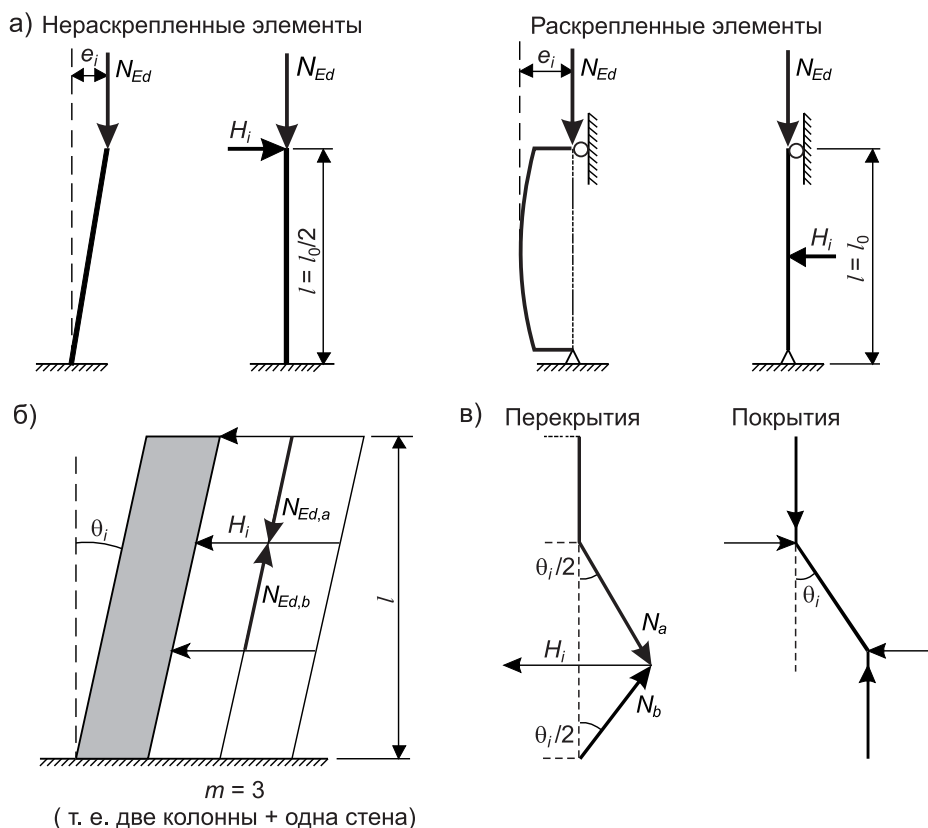 а) Нераскрепленные элементы
Раскрепленные элементы
e_i
N_Ed
N_Ed
H_i
l = l_0/2
e_i
N_Ed
N_Ed
H_i
l = l_0
б)
θ_i
H_i
N_Ed,a
N_Ed,b
l
m = 3
( т. е. две колонны + одна стена)
в) Перекрытия
Покрытия
θ_i/2
N_a
H_i
N_b
θ_i/2
θ_i